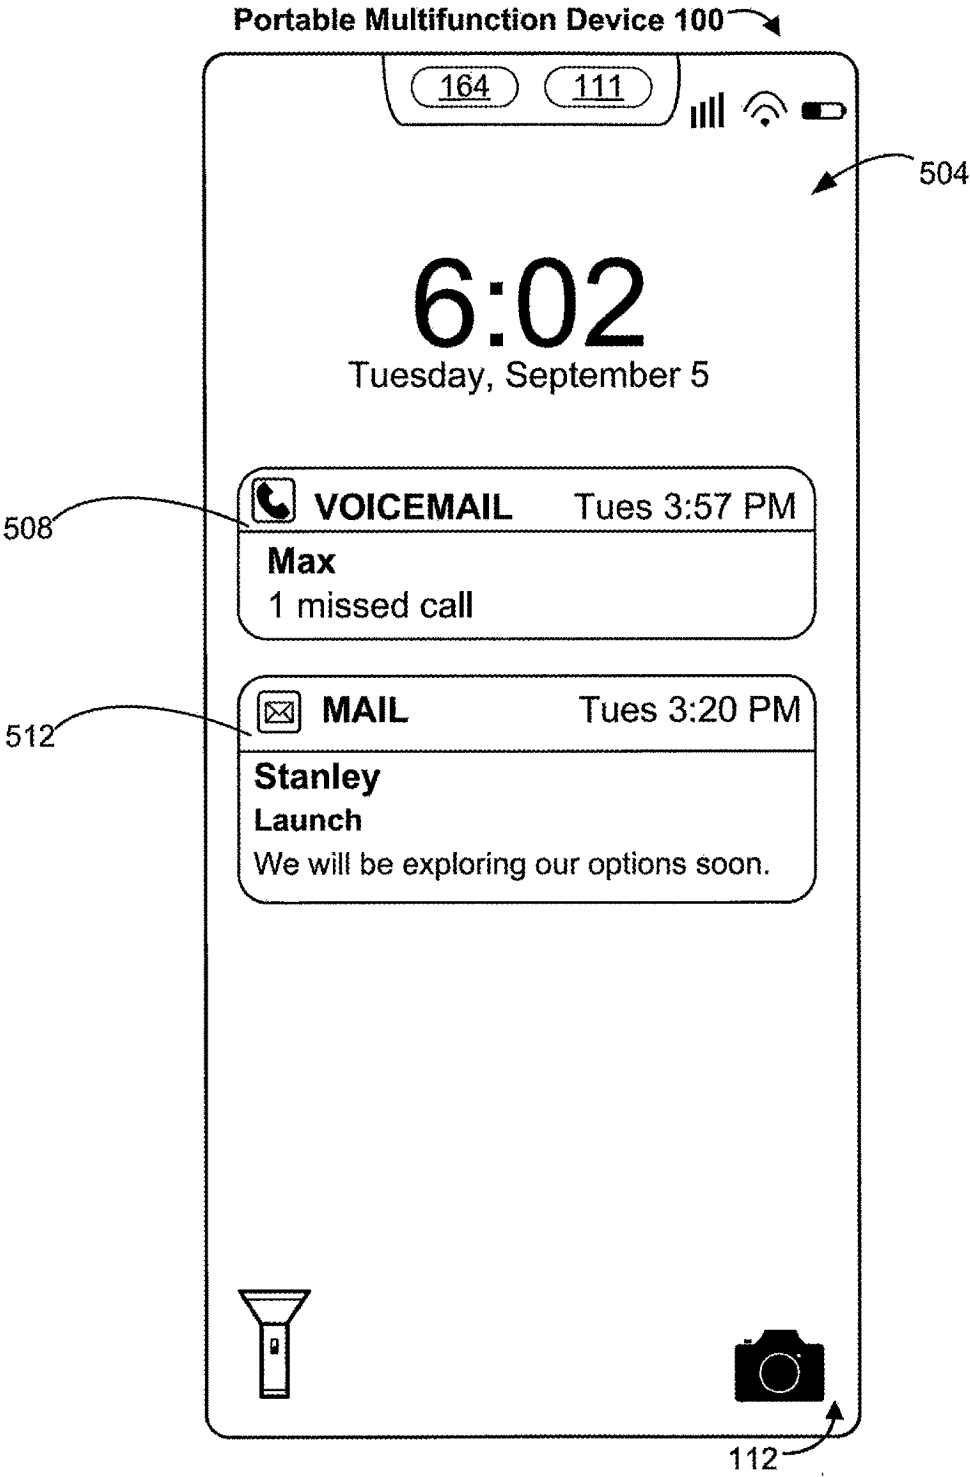 Portable Multifunction Device 100
164 111
504
6:02
Tuesday, September 5
508
VOICEMAIL Tues 3:57 PM
Max
1 missed call
512
MAIL Tues 3:20 PM
Stanley
Launch
We will be exploring our options soon.
112